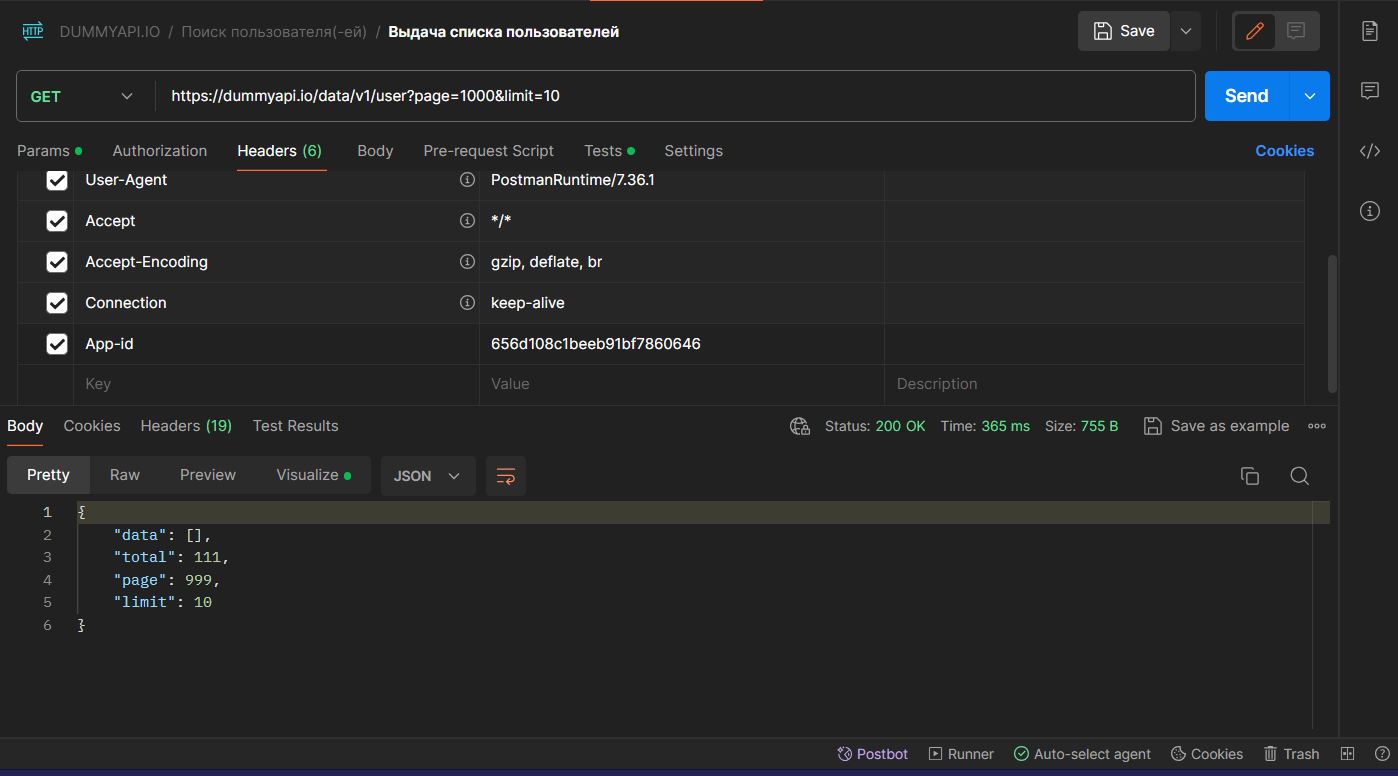 HTTP DUMMYAPI.IO / Поиск пользователя(-ей) / Выдача списка пользователей Save
GET https://dummyapi.io/data/v1/user?page=1000&limit=10 Send
Params Authorization Headers (6) Body Pre-request Script Tests Settings Cookies
User-Agent PostmanRuntime/7.36.1
Accept */*
Accept-Encoding gzip, deflate, br
Connection keep-alive
App-id 656d108c1beeb91bf7860646
Key Value Description
Body Cookies Headers (19) Test Results Status: 200 OK Time: 365 ms Size: 755 B Save as example
Pretty Raw Preview Visualize JSON
1 {
2 "data": [],
3 "total": 111,
4 "page": 999,
5 "limit": 10
6 }
Postbot Runner Auto-select agent Cookies Trash